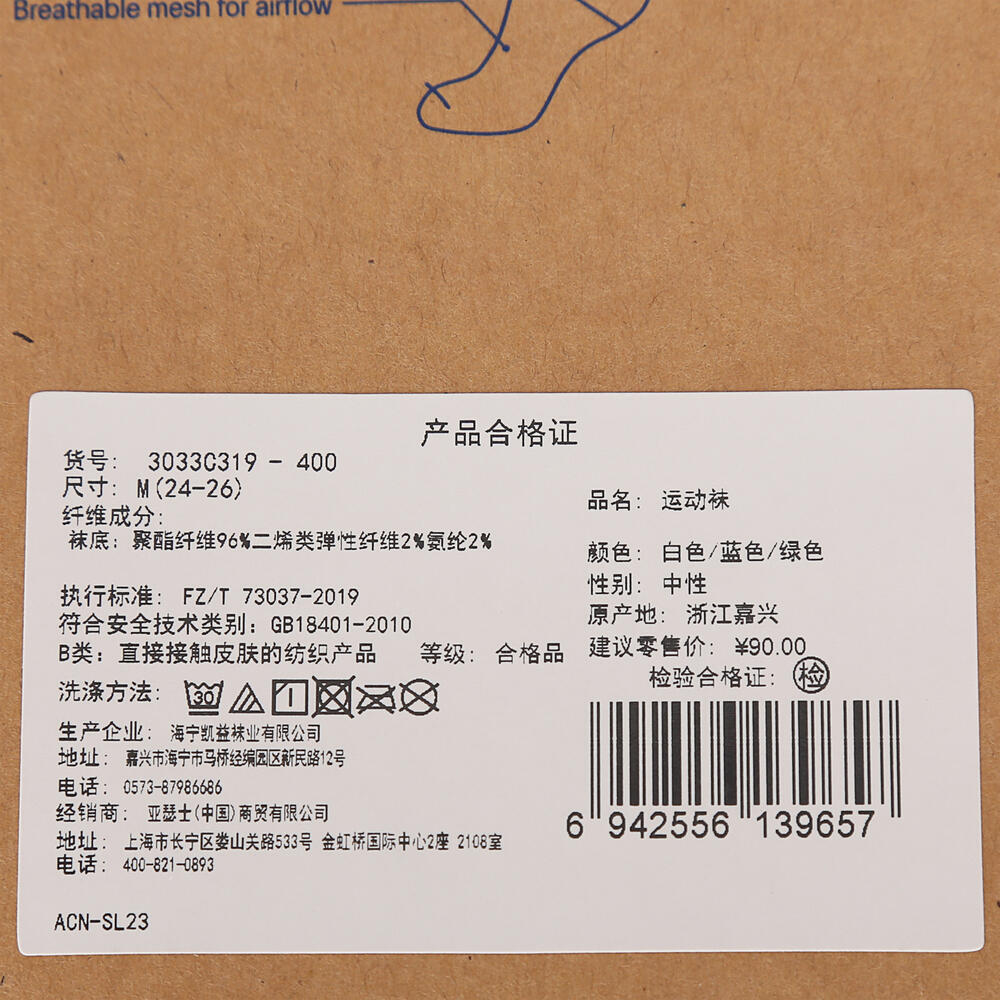 Breathable mesh for airflow
产品合格证
货号: 3033C319 - 400
尺寸: M(24-26)
纤维成分:
袜底: 聚酯纤维96%二烯类弹性纤维2%氨纶2%
执行标准: FZ/T 73037-2019
符合安全技术类别: GB18401-2010
B类: 直接接触皮肤的纺织产品 等级: 合格品
洗涤方法: 30
生产企业: 海宁凯益袜业有限公司
地址: 嘉兴市海宁市马桥经编园区新民路12号
电话: 0573-87986686
经销商: 亚瑟士(中国)商贸有限公司
地址: 上海市长宁区娄山关路533号 金虹桥国际中心2座 2108室
电话: 400-821-0893
ACN-SL23
品名: 运动袜
颜色: 白色/蓝色/绿色
性别: 中性
原产地: 浙江嘉兴
建议零售价: ¥90.00
检验合格证: 检
6 942556 139657